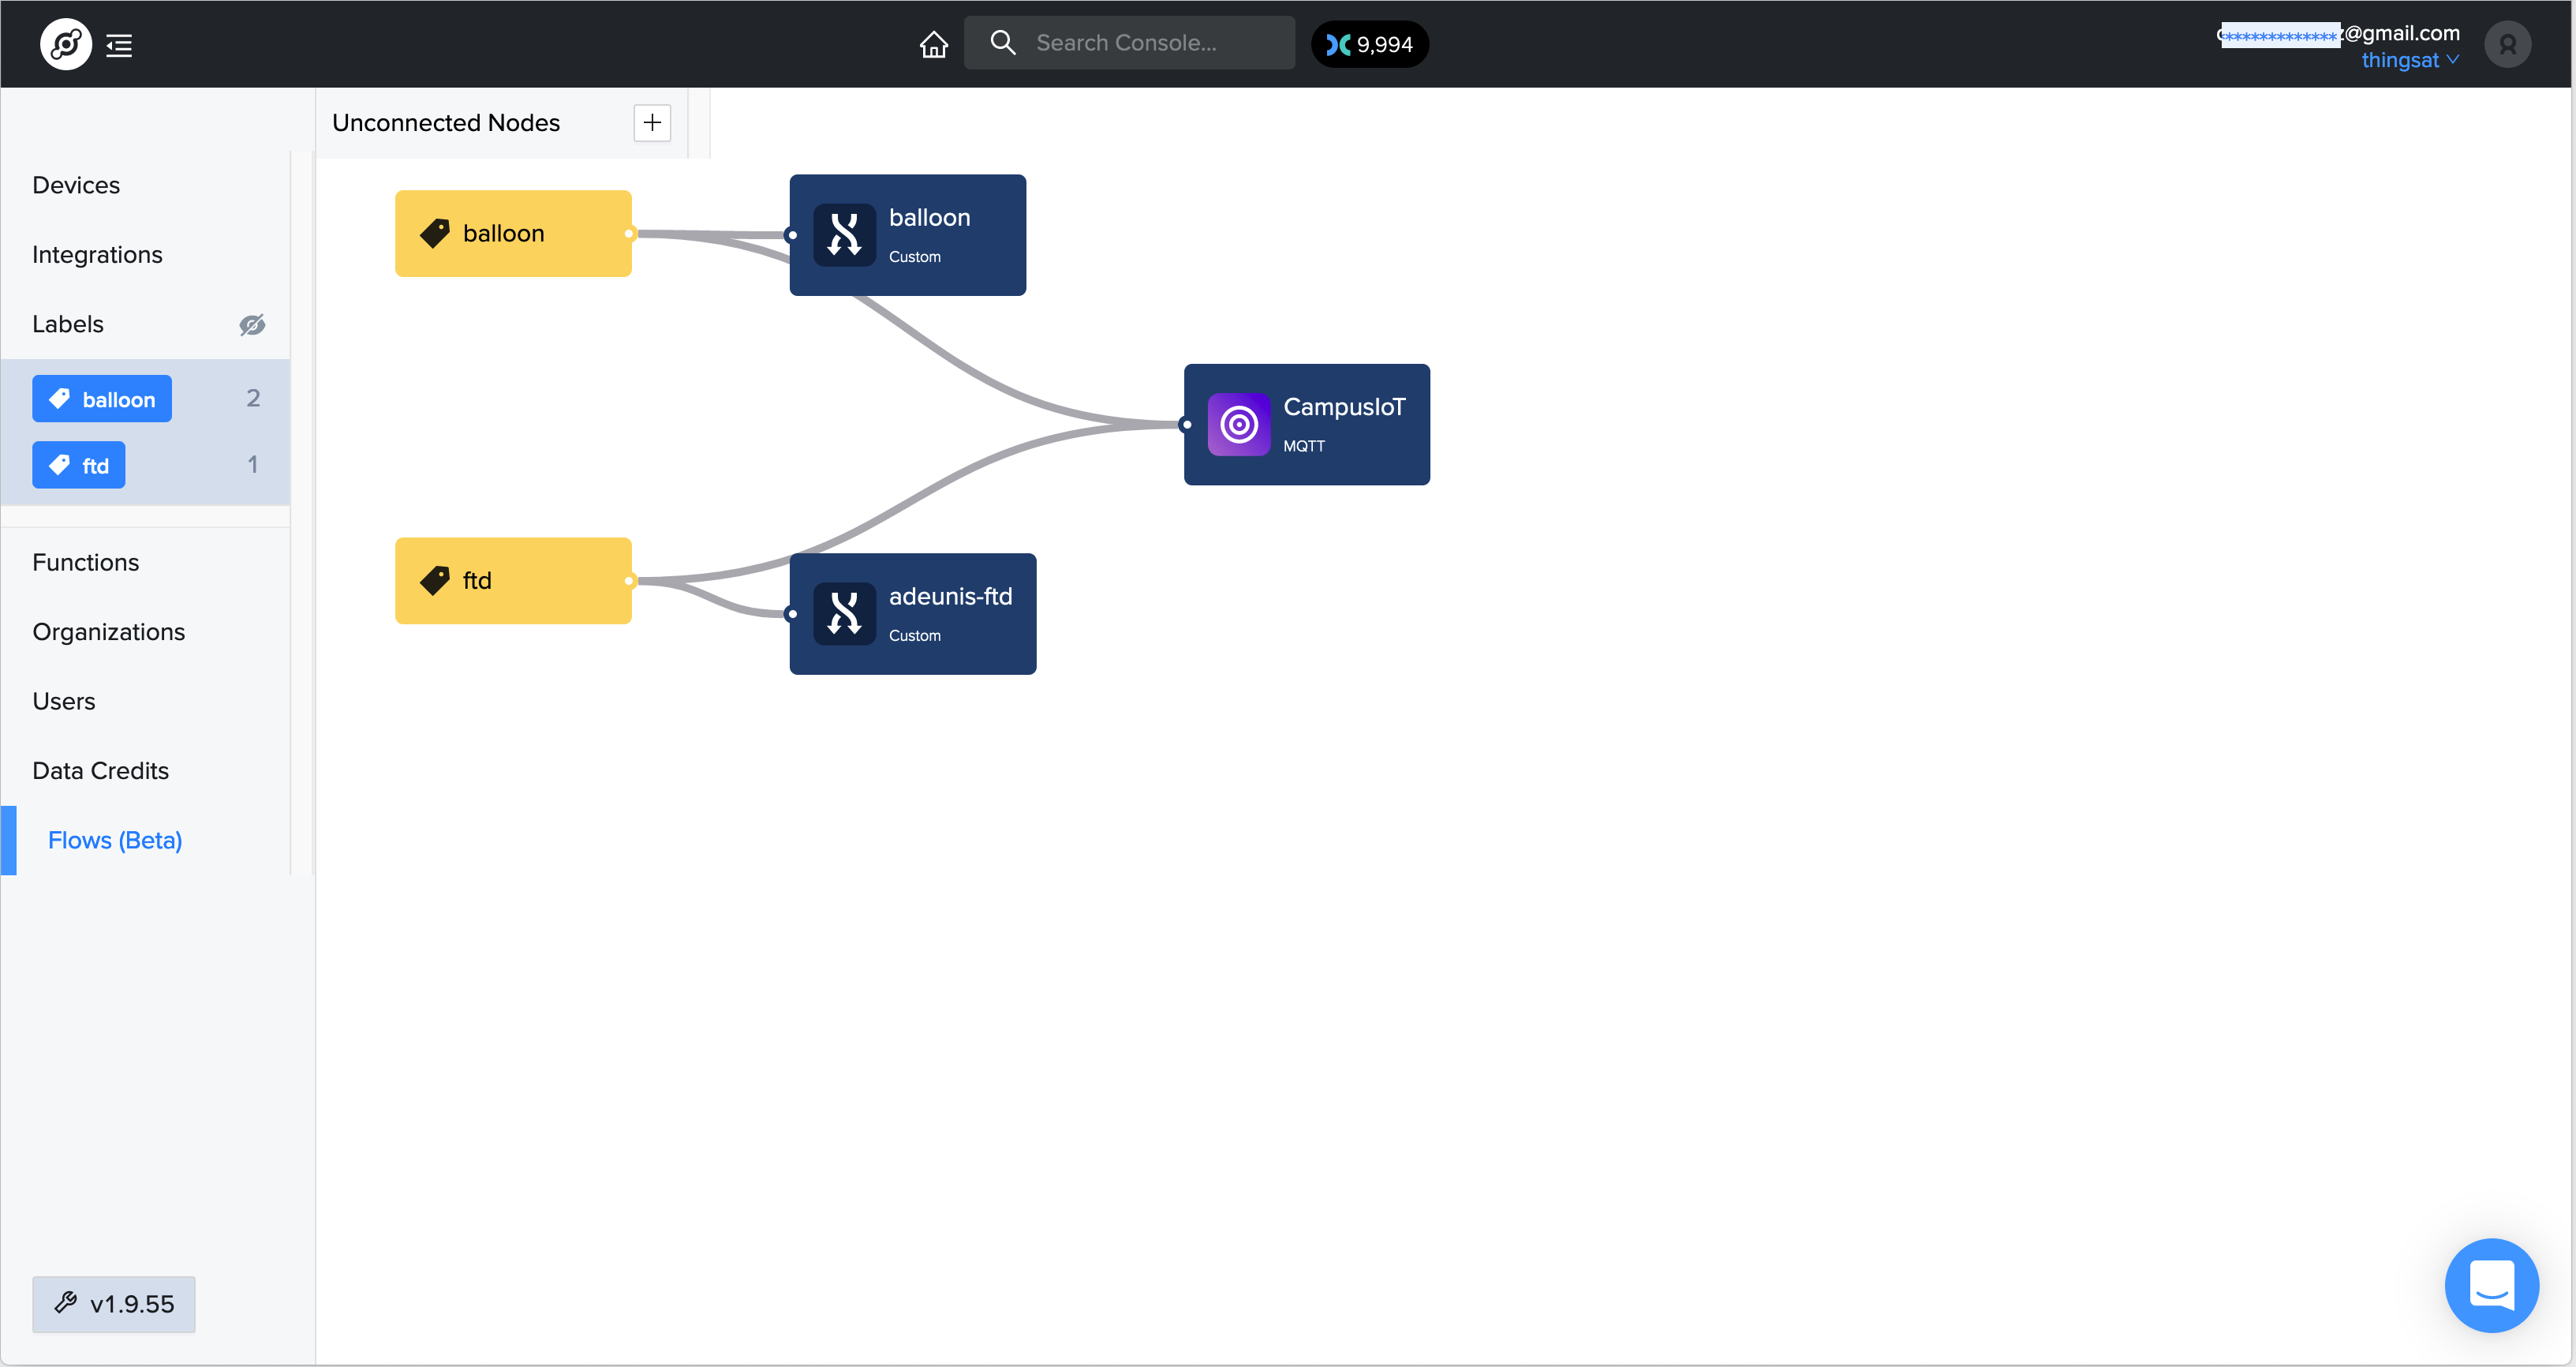 Search Console...
9,994
**************z@gmail.com
thingsat
Unconnected Nodes
Devices
Integrations
Labels
balloon 2
ftd 1
Functions
Organizations
Users
Data Credits
Flows (Beta)
v1.9.55
balloon
balloon
Custom
CampusIoT
MQTT
ftd
adeunis-ftd
Custom